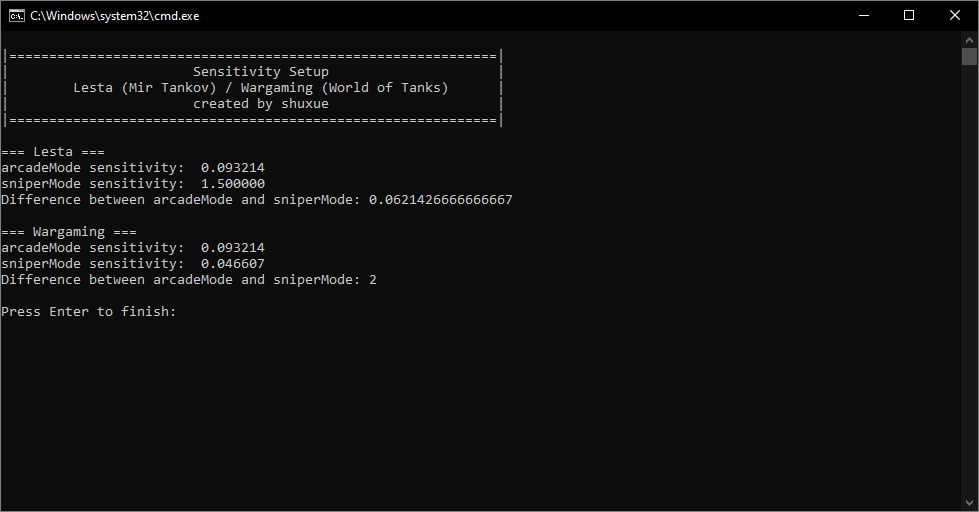 C:\Windows\system32\cmd.exe
|=============================================================|
|                       Sensitivity Setup                     |
|        Lesta (Mir Tankov) / Wargaming (World of Tanks)      |
|                       created by shuxue                     |
|=============================================================|
=== Lesta ===
arcadeMode sensitivity:  0.093214
sniperMode sensitivity:  1.500000
Difference between arcadeMode and sniperMode: 0.0621426666666667
=== Wargaming ===
arcadeMode sensitivity:  0.093214
sniperMode sensitivity:  0.046607
Difference between arcadeMode and sniperMode: 2
Press Enter to finish: